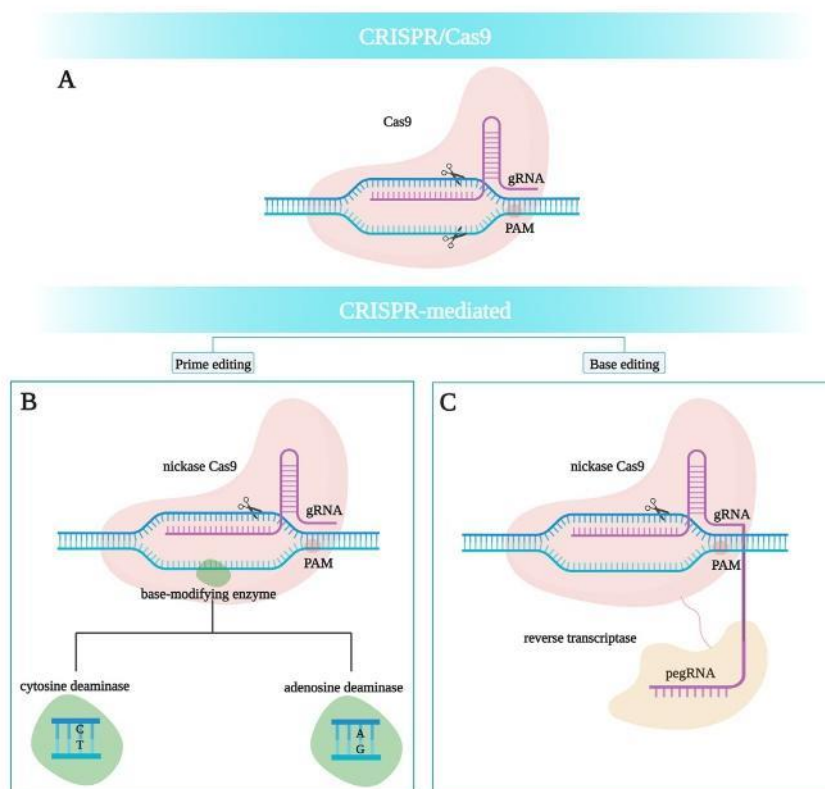 CRISPR/Cas9
A
Cas9
gRNA
PAM
CRISPR-mediated
Prime editing
Base editing
B
nickase Cas9
gRNA
PAM
base-modifying enzyme
cytosine deaminase
adenosine deaminase
C
T
A
G
C
nickase Cas9
gRNA
PAM
reverse transcriptase
pegRNA